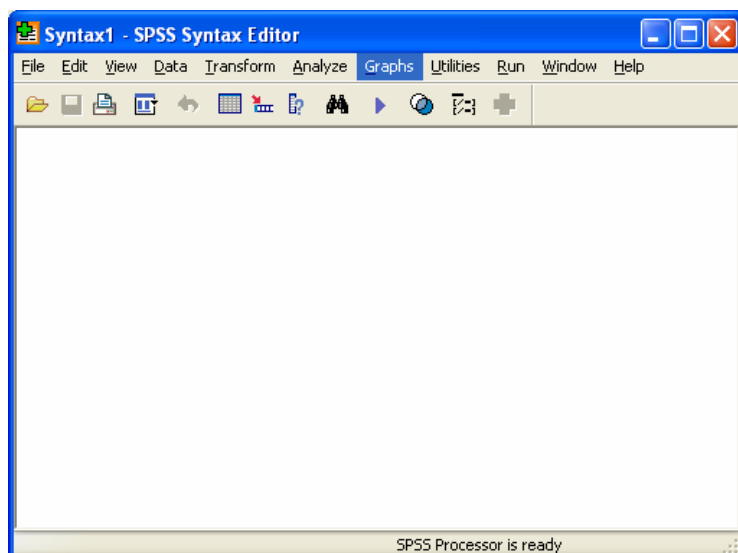 Syntax1 - SPSS Syntax Editor
File Edit View Data Transform Analyze Graphs Utilities Run Window Help
SPSS Processor is ready